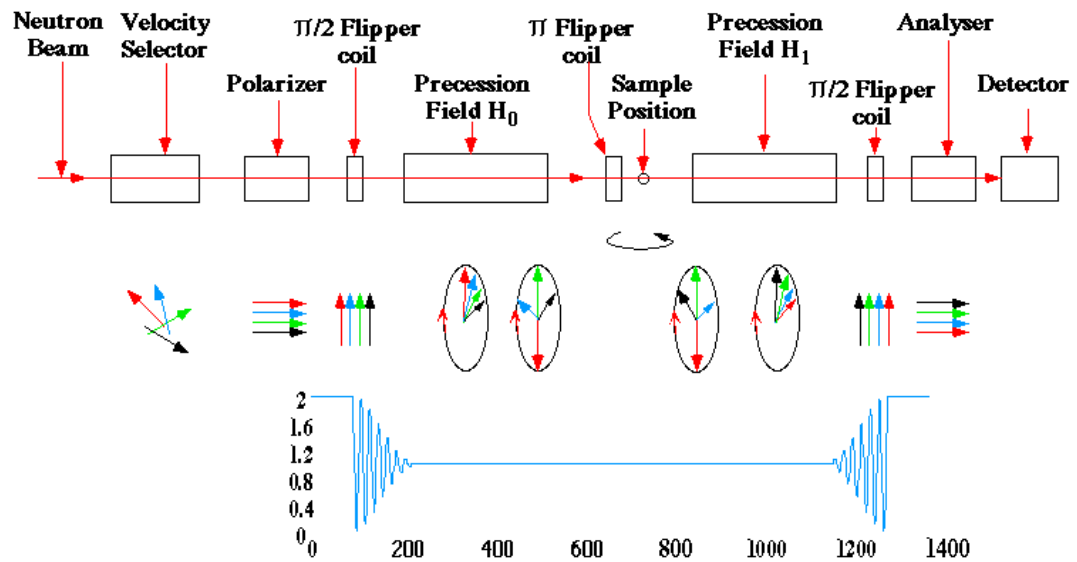 Neutron
Beam
Velocity
Selector
Polarizer
π/2 Flipper
coil
Precession
Field H₀
π Flipper
coil
Sample
Position
Precession
Field H₁
π/2 Flipper
coil
Analyser
Detector
2
1.6
1.2
0.8
0.4
0
0 200 400 600 800 1000 1200 1400